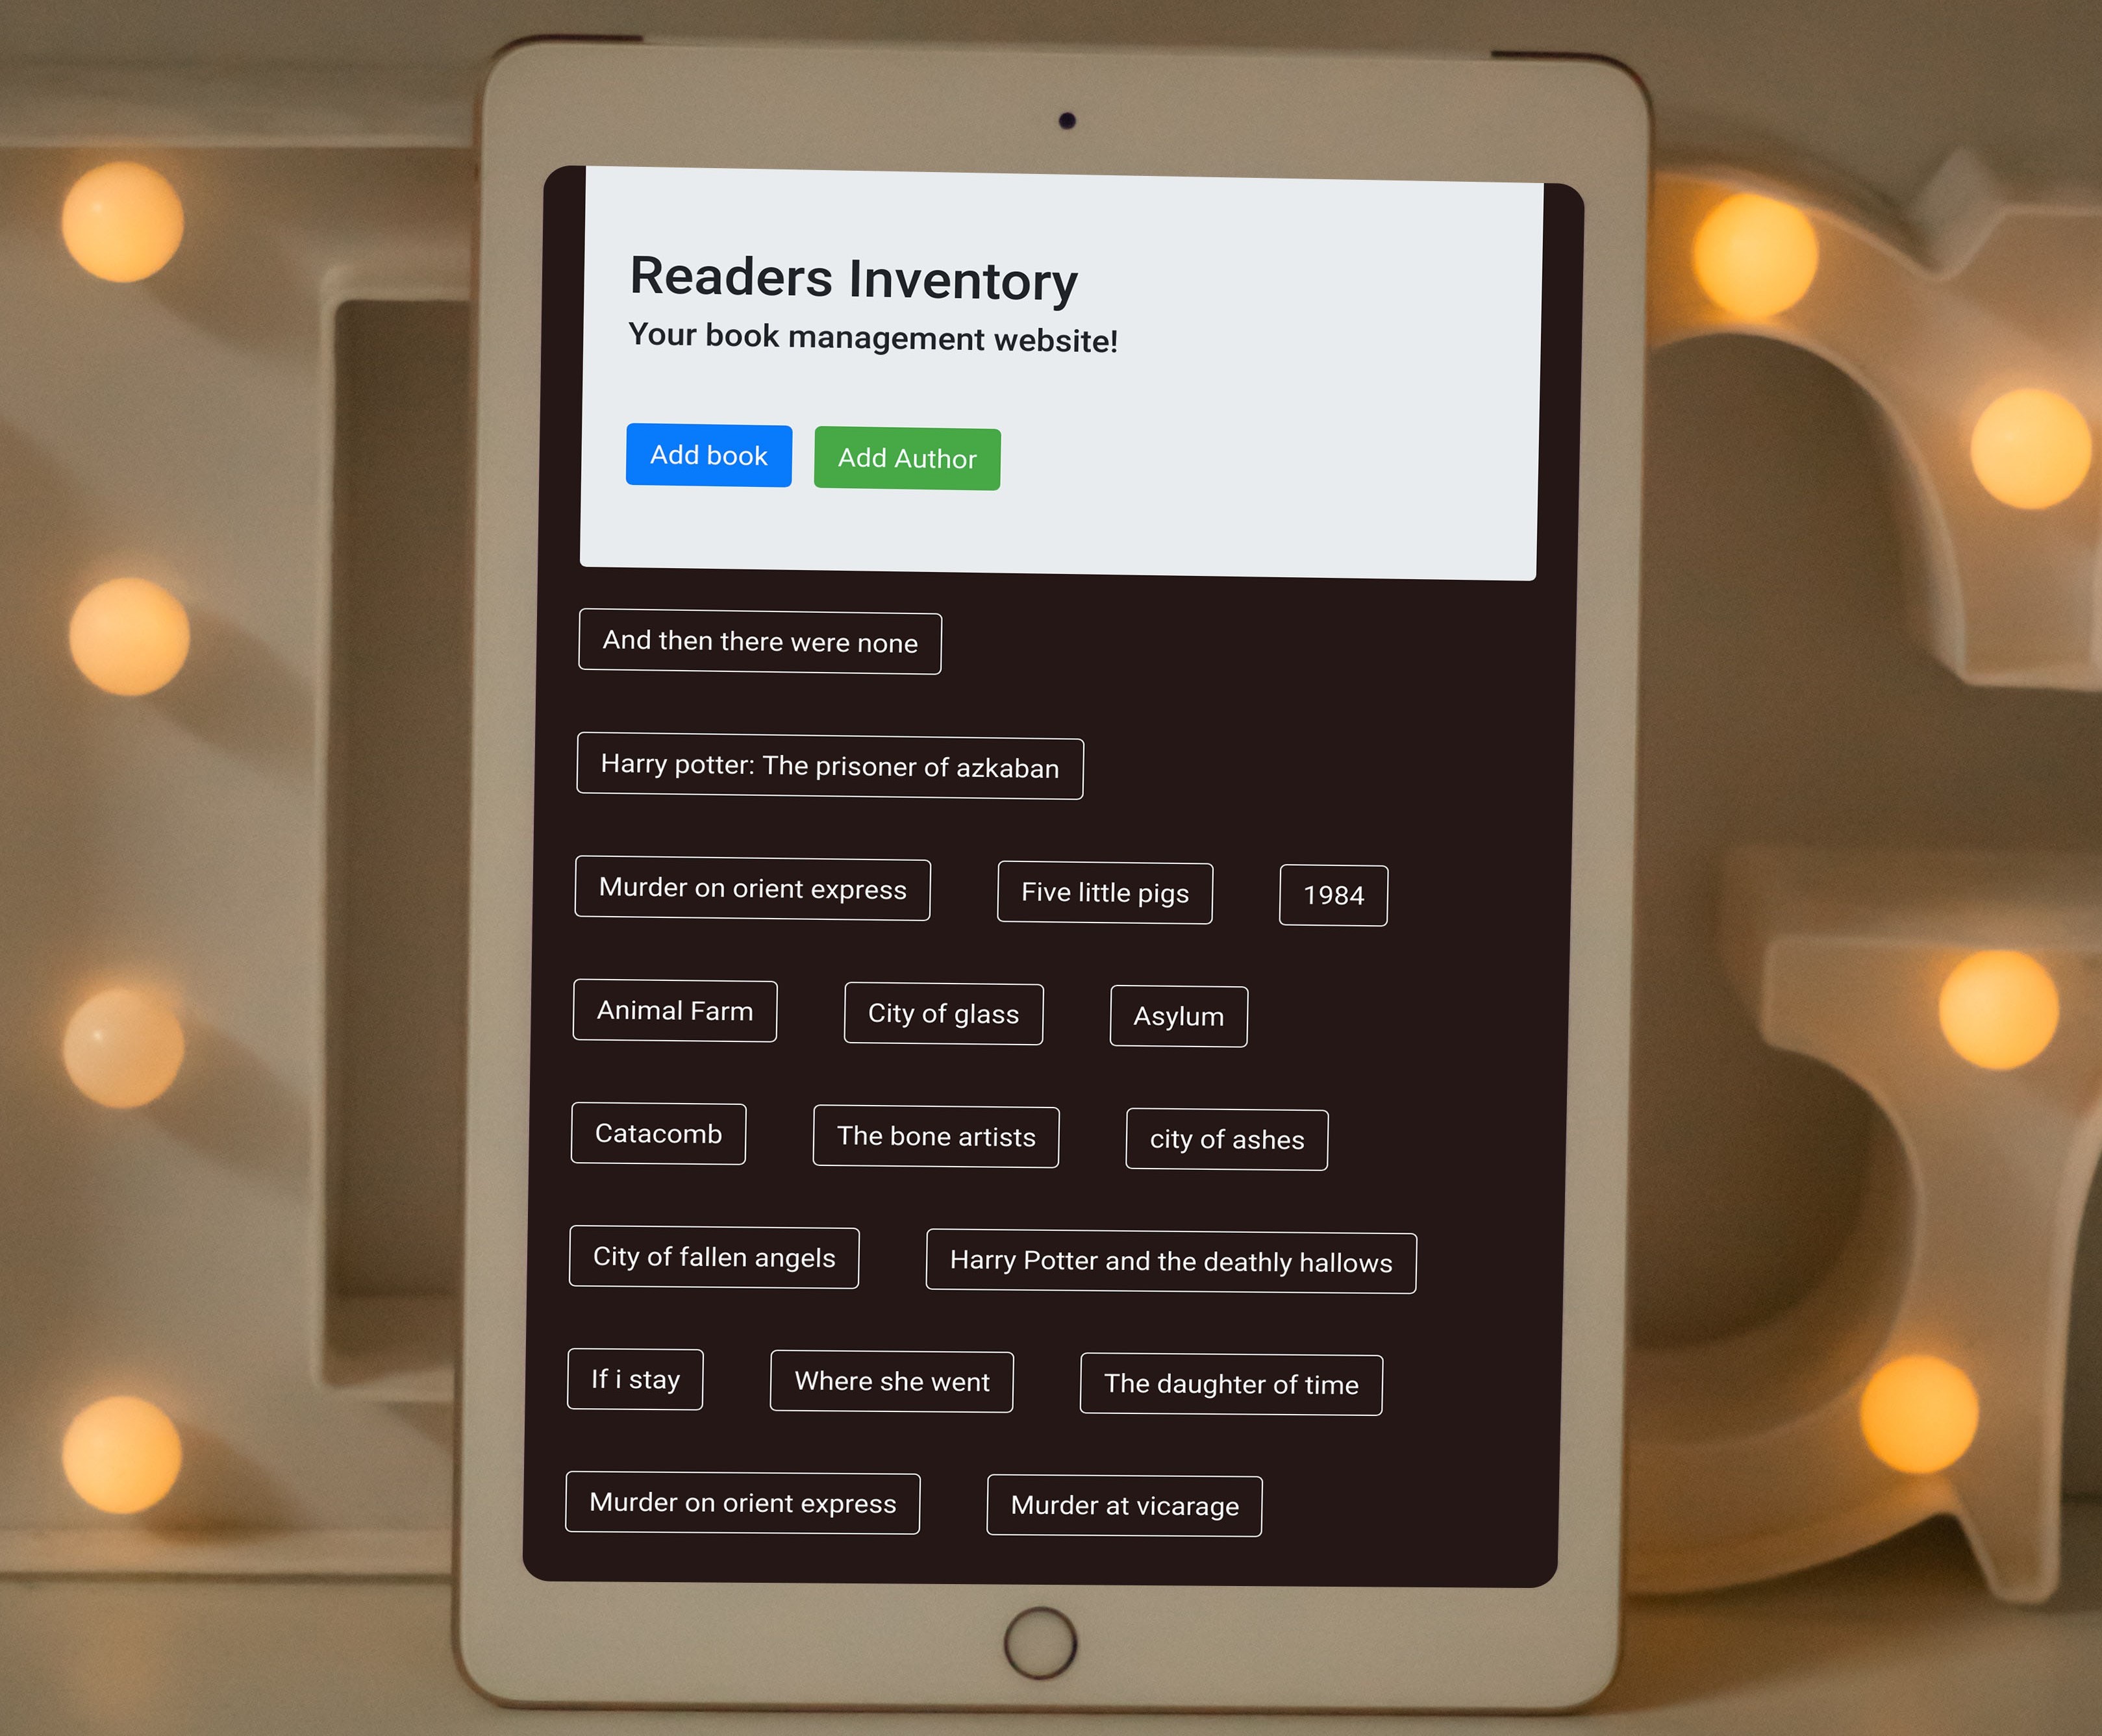 Readers Inventory
Your book management website!
Add book Add Author
And then there were none
Harry potter: The prisoner of azkaban
Murder on orient express Five little pigs 1984
Animal Farm City of glass Asylum
Catacomb The bone artists city of ashes
City of fallen angels Harry Potter and the deathly hallows
If i stay Where she went The daughter of time
Murder on orient express Murder at vicarage